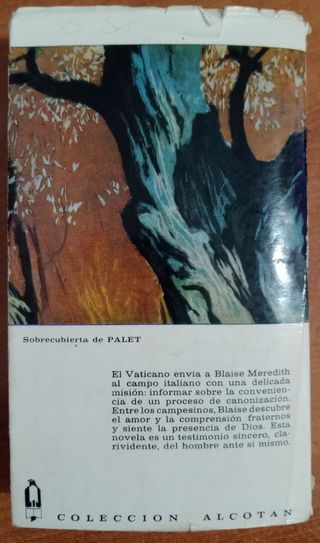 Sobrecubierta de PALET
El Vaticano envía a Blaise Meredith
al campo italiano con una delicada
misión: informar sobre la convenien-
cia de un proceso de canonización.
Entre los campesinos, Blaise descubre
el amor y la comprensión fraternos
y siente la presencia de Dios. Esta
novela es un testimonio sincero, cla-
rividente, del hombre ante sí mismo.
COLECCION ALCOTAN